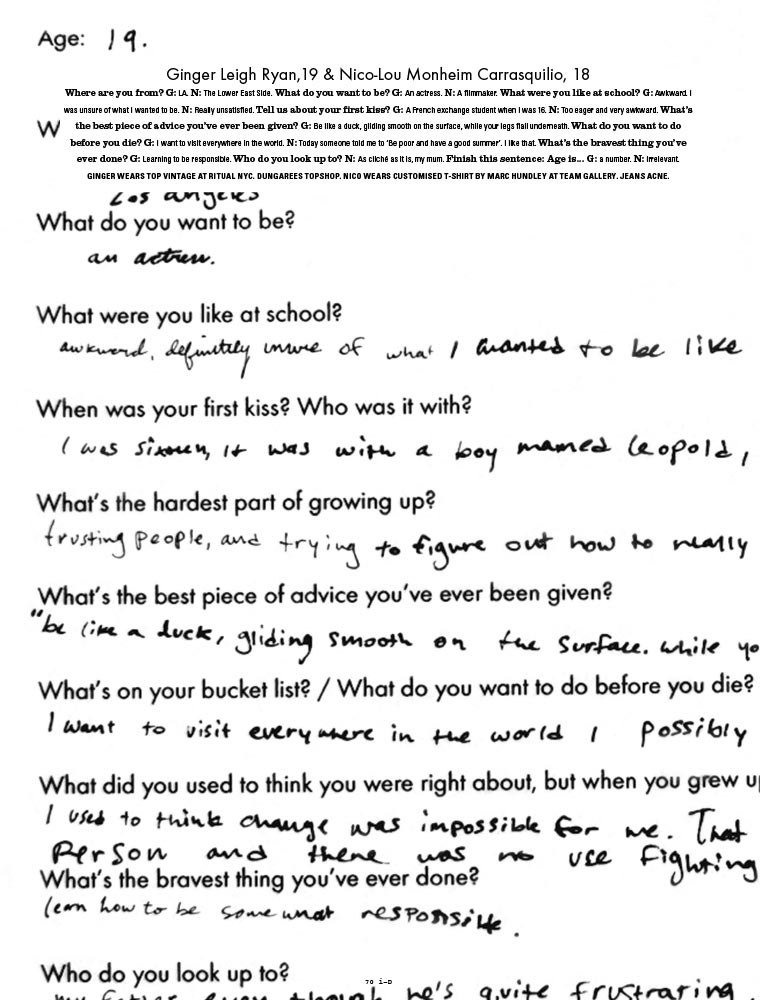 Age: 19.
Ginger Leigh Ryan,19 & Nico-Lou Monheim Carrasquilio, 18
Where are you from? G: LA. N: The Lower East Side. What do you want to be? G: An actress. N: A filmmaker. What were you like at school? G: Awkward. I
was unsure of what I wanted to be. N: Really unsatisfied. Tell us about your first kiss? G: A French exchange student when I was 16. N: Too eager and very awkward. What's
W the best piece of advice you've ever been given? G: Be like a duck, gliding smooth on the surface, while your legs flail underneath. What do you want to do
before you die? G: I want to visit everywhere in the world. N: Today someone told me to 'Be poor and have a good summer'. I like that. What's the bravest thing you've
ever done? G: Learning to be responsible. Who do you look up to? N: As cliché as it is, my mum. Finish this sentence: Age is... G: a number. N: Irrelevant.
GINGER WEARS TOP VINTAGE AT RITUAL NYC. DUNGAREES TOPSHOP. NICO WEARS CUSTOMISED T-SHIRT BY MARC HUNDLEY AT TEAM GALLERY. JEANS ACNE.
Los angeles
What do you want to be?
an actress.
What were you like at school?
awkward, definitely unsure of what I wanted to be like
When was your first kiss? Who was it with?
I was sixteen, it was with a boy named Leopold,
What's the hardest part of growing up?
trusting people, and trying to figure out how to really
What's the best piece of advice you've ever been given?
"be like a duck, gliding smooth on the surface. while yo
What's on your bucket list? / What do you want to do before you die?
I want to visit everywhere in the world I possibly
What did you used to think you were right about, but when you grew u
I used to think change was impossible for me. That
Person and there was no use fighting
What's the bravest thing you've ever done?
learn how to be somewhat responsible.
Who do you look up to?
70 i-D
my father even though he's quite frustrating